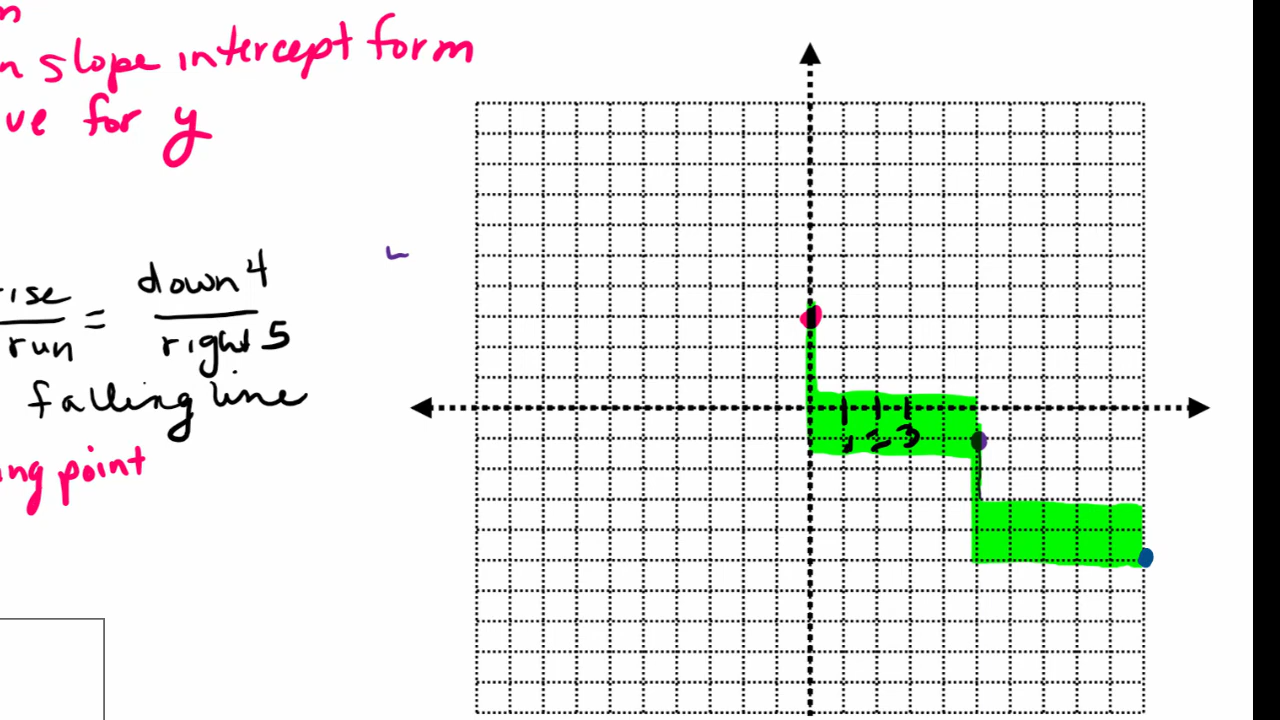 n slope intercept form
ve for y
rise = down 4
run right 5
falling line
ng point
1 2 3